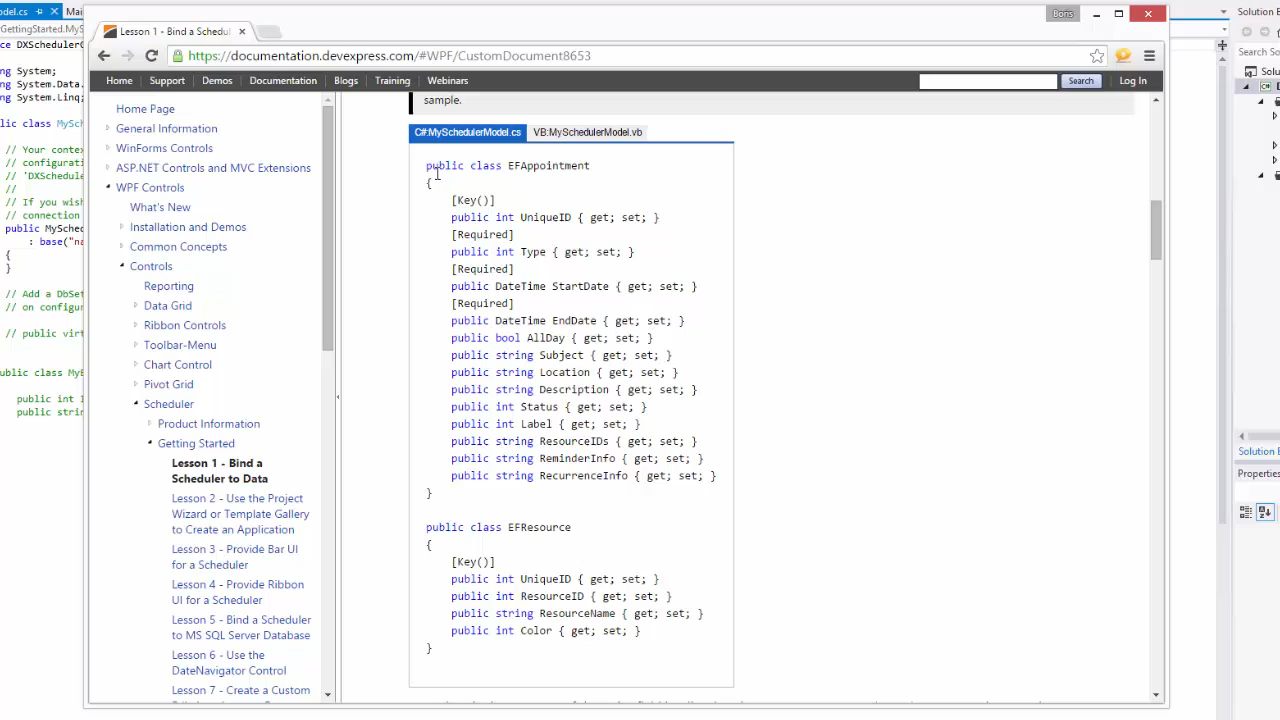 Boris
Lesson 1 - Bind a Schedul
https://documentation.devexpress.com/#WPF/CustomDocument8653
Home Support Demos Documentation Blogs Training Webinars Search Log In
Home Page
General Information
WinForms Controls
ASP.NET Controls and MVC Extensions
WPF Controls
What's New
Installation and Demos
Common Concepts
Controls
Reporting
Data Grid
Ribbon Controls
Toolbar-Menu
Chart Control
Pivot Grid
Scheduler
Product Information
Getting Started
Lesson 1 - Bind a
Scheduler to Data
Lesson 2 - Use the Project
Wizard or Template Gallery
to Create an Application
Lesson 3 - Provide Bar UI
for a Scheduler
Lesson 4 - Provide Ribbon
UI for a Scheduler
Lesson 5 - Bind a Scheduler
to MS SQL Server Database
Lesson 6 - Use the
DateNavigator Control
Lesson 7 - Create a Custom
sample.
C#:MySchedulerModel.cs VB:MySchedulerModel.vb
public class EFAppointment
{
[Key()]
public int UniqueID { get; set; }
[Required]
public int Type { get; set; }
[Required]
public DateTime StartDate { get; set; }
[Required]
public DateTime EndDate { get; set; }
public bool AllDay { get; set; }
public string Subject { get; set; }
public string Location { get; set; }
public string Description { get; set; }
public int Status { get; set; }
public int Label { get; set; }
public string ResourceIDs { get; set; }
public string ReminderInfo { get; set; }
public string RecurrenceInfo { get; set; }
}
public class EFResource
{
[Key()]
public int UniqueID { get; set; }
public int ResourceID { get; set; }
public string ResourceName { get; set; }
public int Color { get; set; }
}
del.cs Mai
GettingStarted.MyS
ce DXSchedulerG
ng System;
ng System.Data.
ng System.Linq;
public class MySch
// Your contex
// configurati
// 'DXSchedule
//
// If you wish
// connection
public MySched
: base("na
{
}
// Add a DbSet
// on configur
// public virt
public class MyE
public int I
public strin
Solution E
Search So
Solu
Solution E
Properties